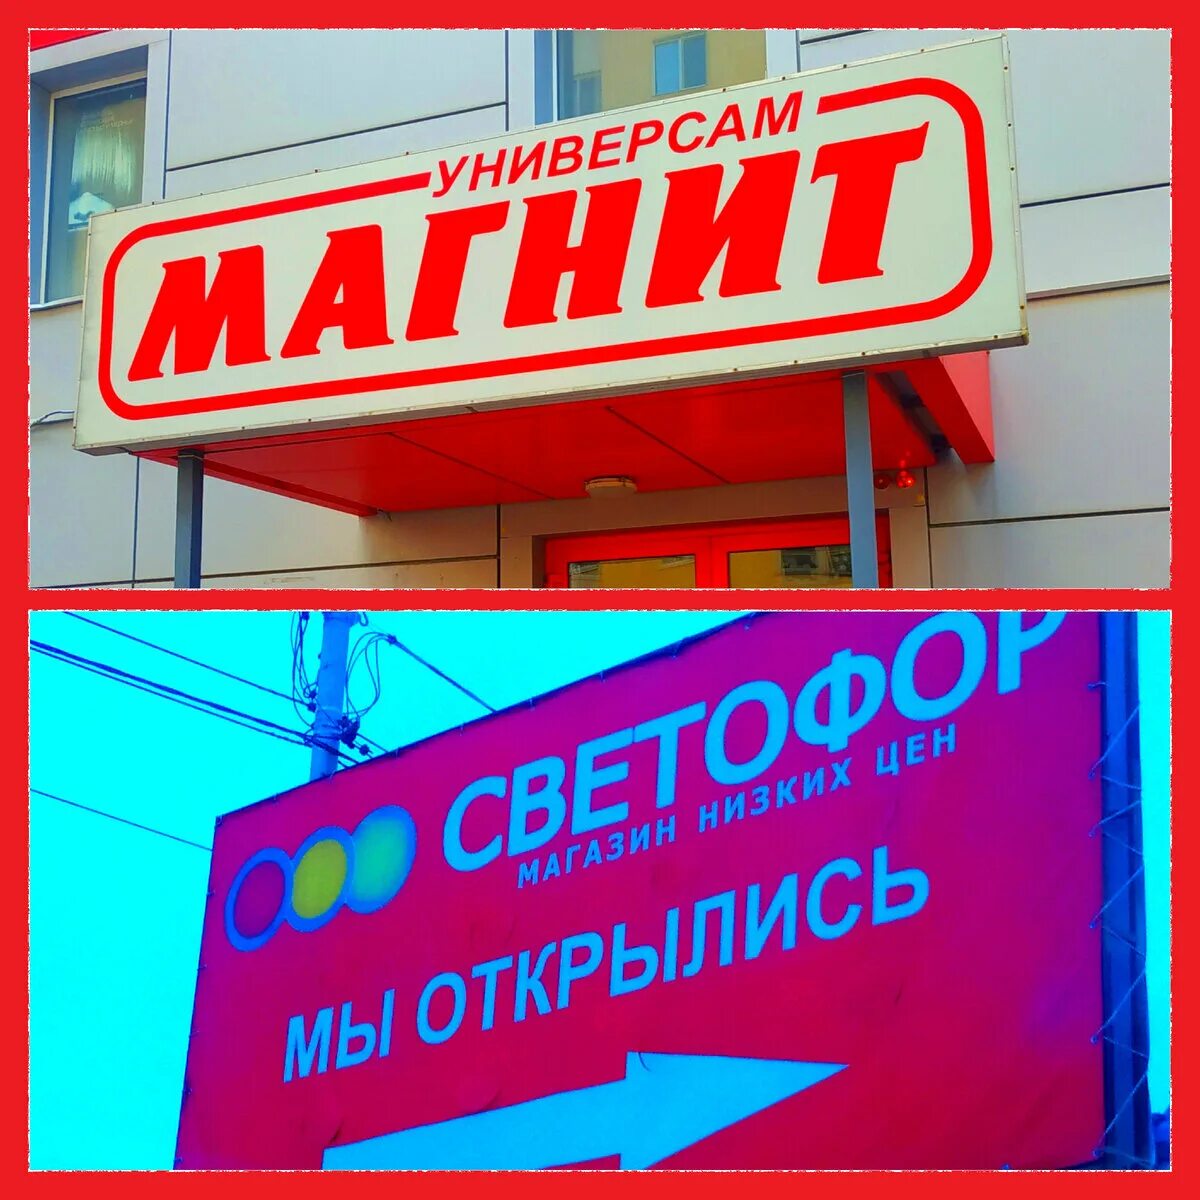 УНИВЕРСАМ
МАГНИТ
СВЕТОФОР
МАГАЗИН НИЗКИХ ЦЕН
МЫ ОТКРЫЛИСЬ